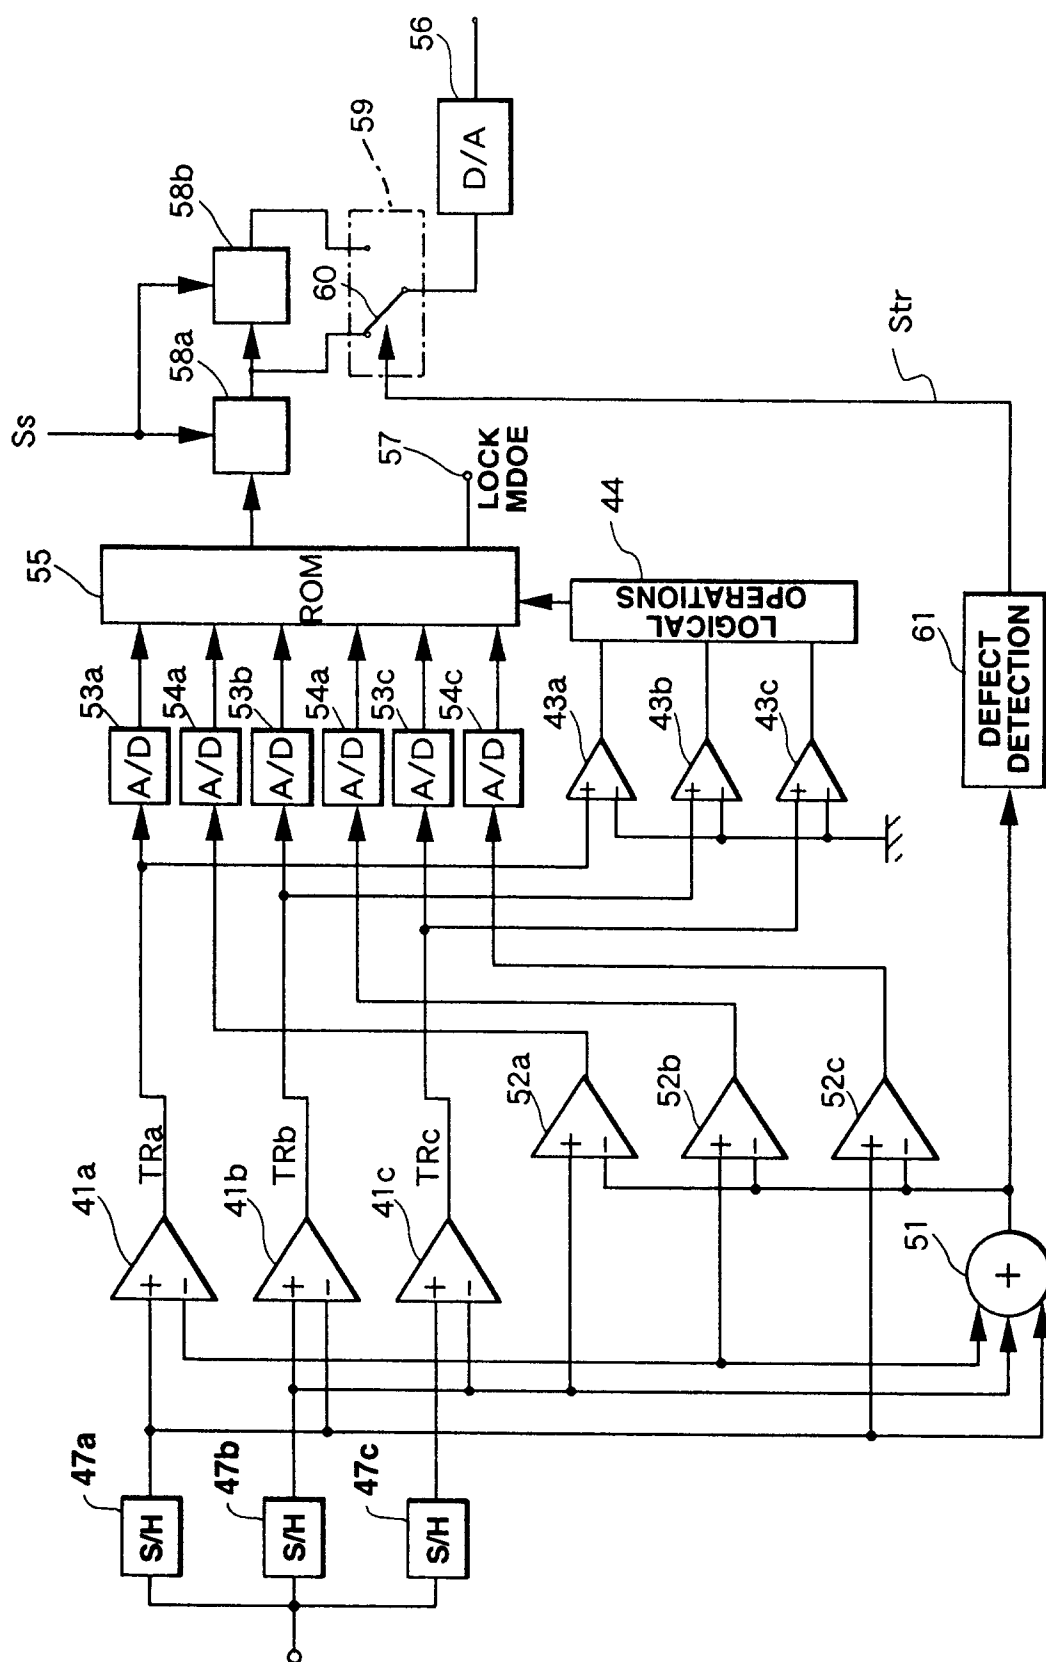 47a
S/H
47b
S/H
47c
S/H
41a
+
-
TRa
41b
+
-
TRb
41c
+
-
TRc
51
+
52a
+
-
52b
+
-
52c
+
-
53a
A/D
54a
A/D
53b
A/D
54a
A/D
53c
A/D
54c
A/D
43a
+
-
43b
+
-
43c
+
-
44
LOGICAL
OPERATIONS
55
ROM
57
LOCK
MDOE
Ss
58a
58b
59
60
56
D/A
61
DEFECT
DETECTION
Str